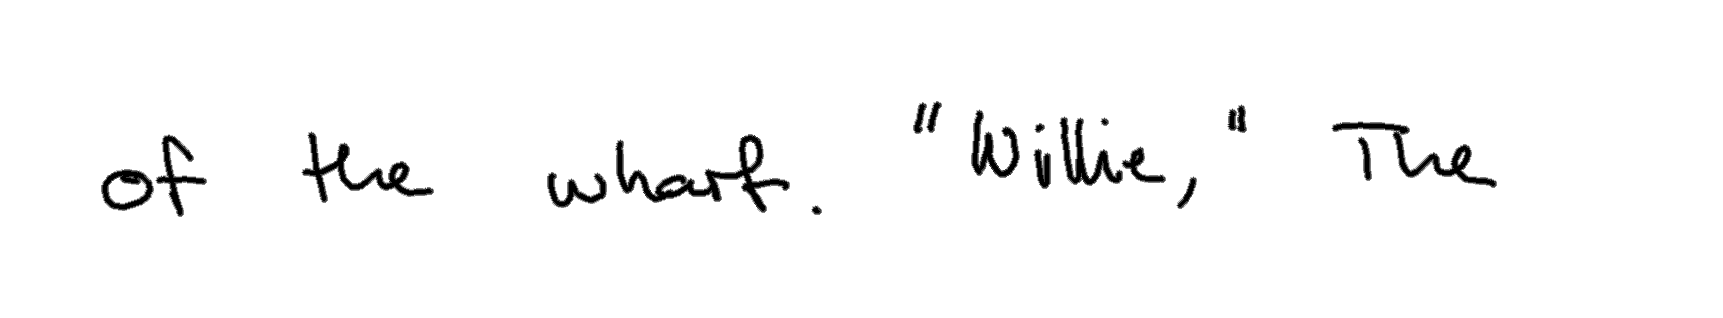 of the wharf. "Willie," The